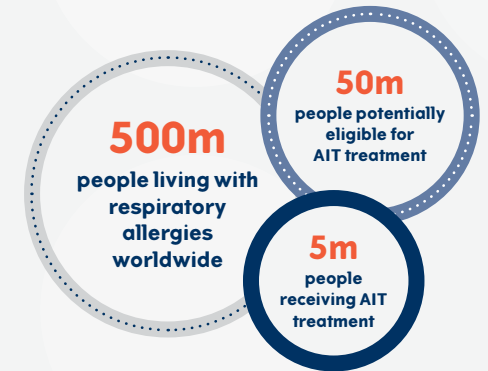 500m
people living with
respiratory
allergies
worldwide
50m
people potentially
eligible for
AIT treatment
5m
people
receiving AIT
treatment